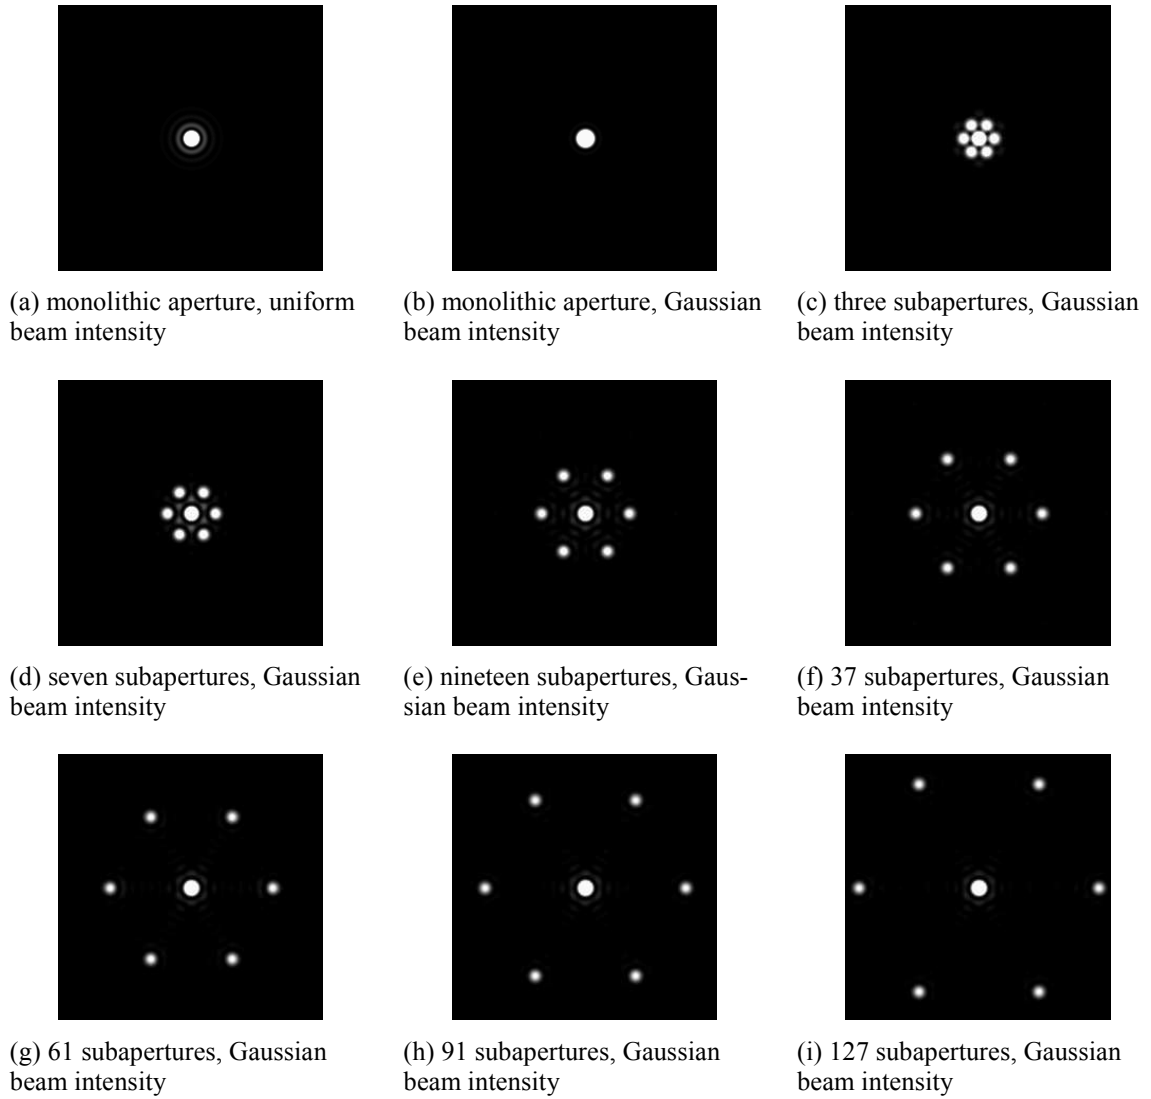 (a) monolithic aperture, uniform
beam intensity
(b) monolithic aperture, Gaussian
beam intensity
(c) three subapertures, Gaussian
beam intensity
(d) seven subapertures, Gaussian
beam intensity
(e) nineteen subapertures, Gaus-
sian beam intensity
(f) 37 subapertures, Gaussian
beam intensity
(g) 61 subapertures, Gaussian
beam intensity
(h) 91 subapertures, Gaussian
beam intensity
(i) 127 subapertures, Gaussian
beam intensity